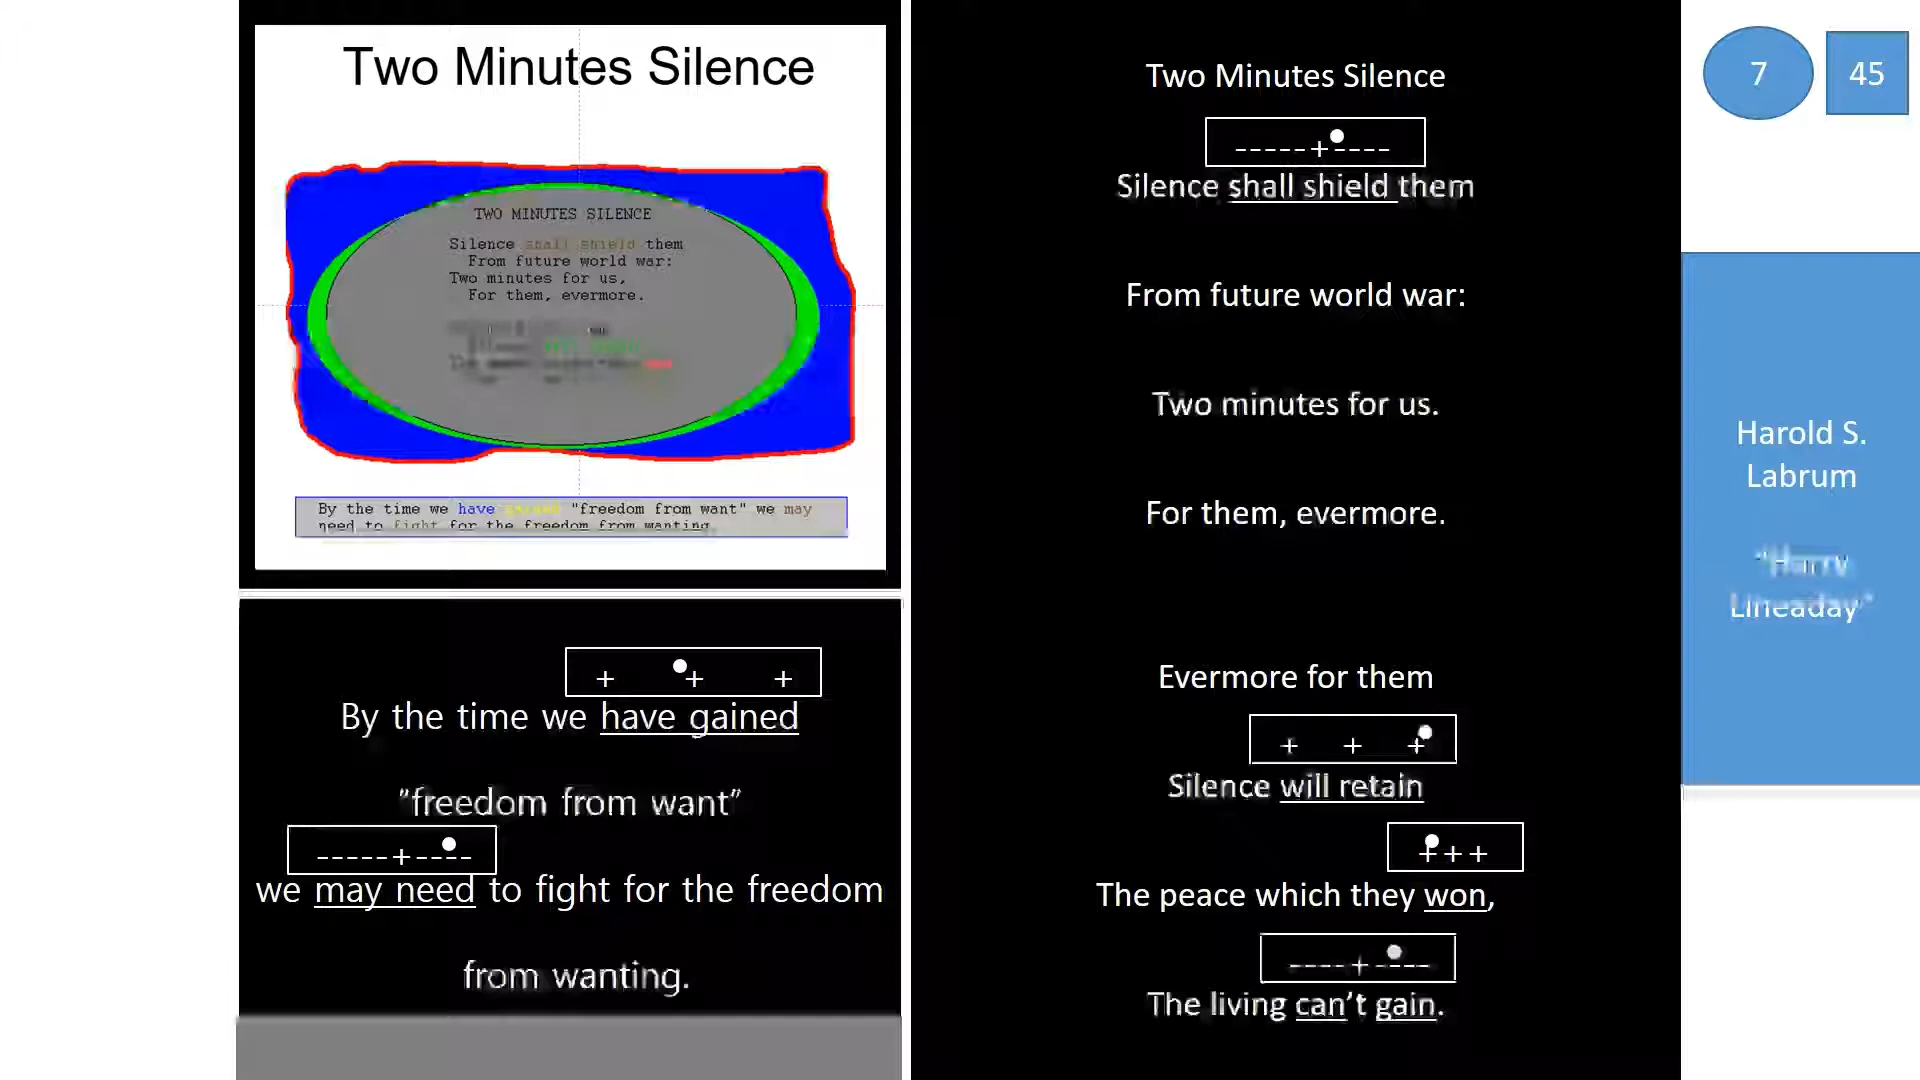 Two Minutes Silence
TWO MINUTES SILENCE
Silence shall shield them
From future world war:
Two minutes for us,
For them, evermore.
By the time we have gained "freedom from want" we may
need to fight for the freedom from wanting.
+ + +
By the time we have gained
"freedom from want"
-----+----
we may need to fight for the freedom
from wanting.
Two Minutes Silence
-----+----
Silence shall shield them
From future world war:
Two minutes for us.
For them, evermore.
Evermore for them
+ + +
Silence will retain
+++
The peace which they won,
----+----
The living can't gain.
7
45
Harold S.
Labrum
"Harry
Lineaday"